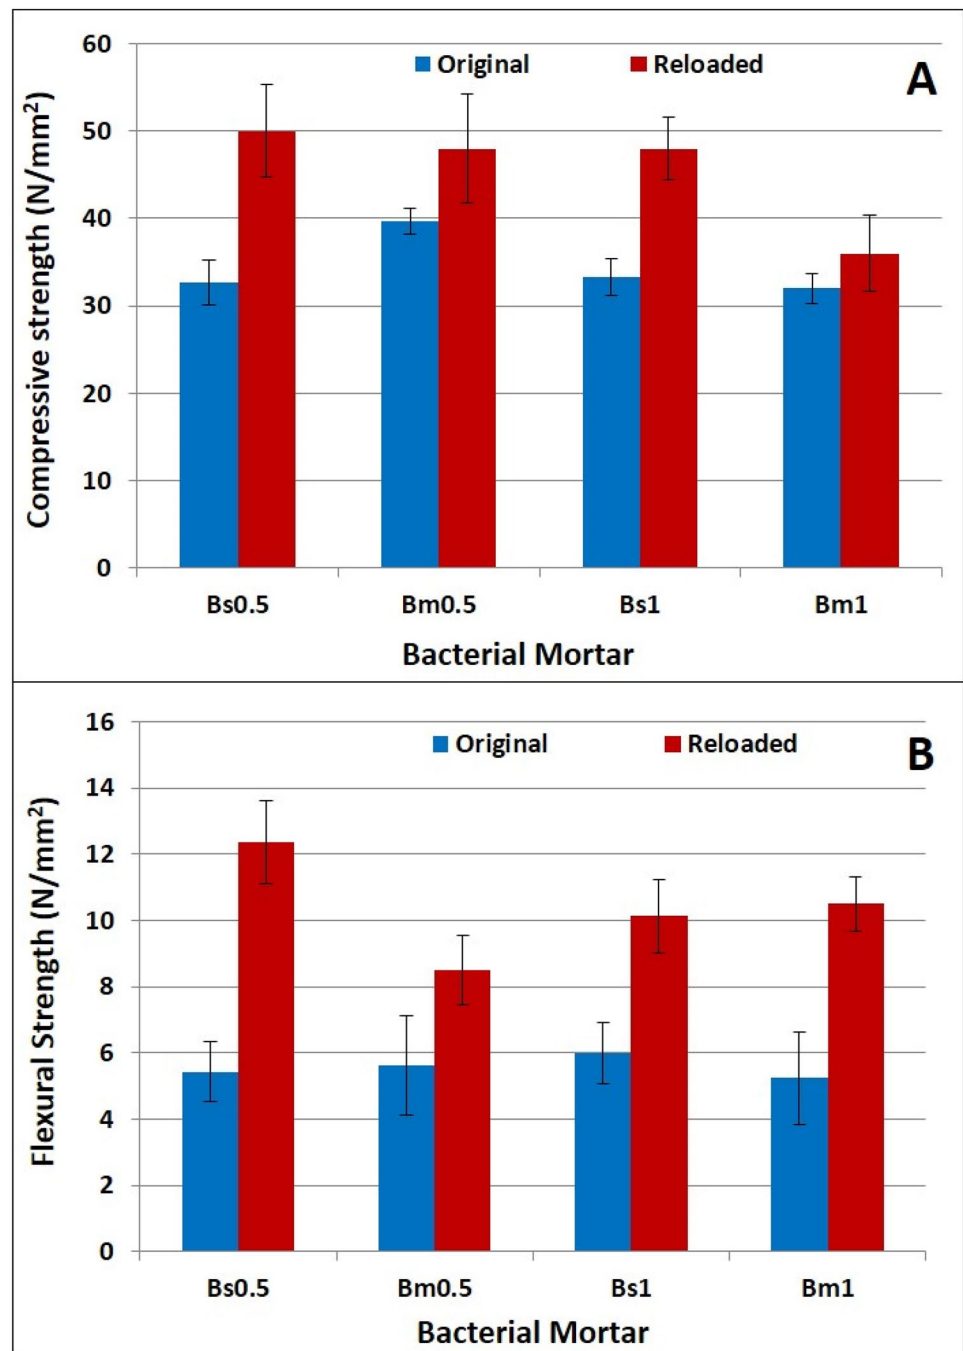 A
Original Reloaded
Compressive strength (N/mm²)
60
50
40
30
20
10
0
Bs0.5 Bm0.5 Bs1 Bm1
Bacterial Mortar
B
Original Reloaded
Flexural Strength (N/mm²)
16
14
12
10
8
6
4
2
0
Bs0.5 Bm0.5 Bs1 Bm1
Bacterial Mortar